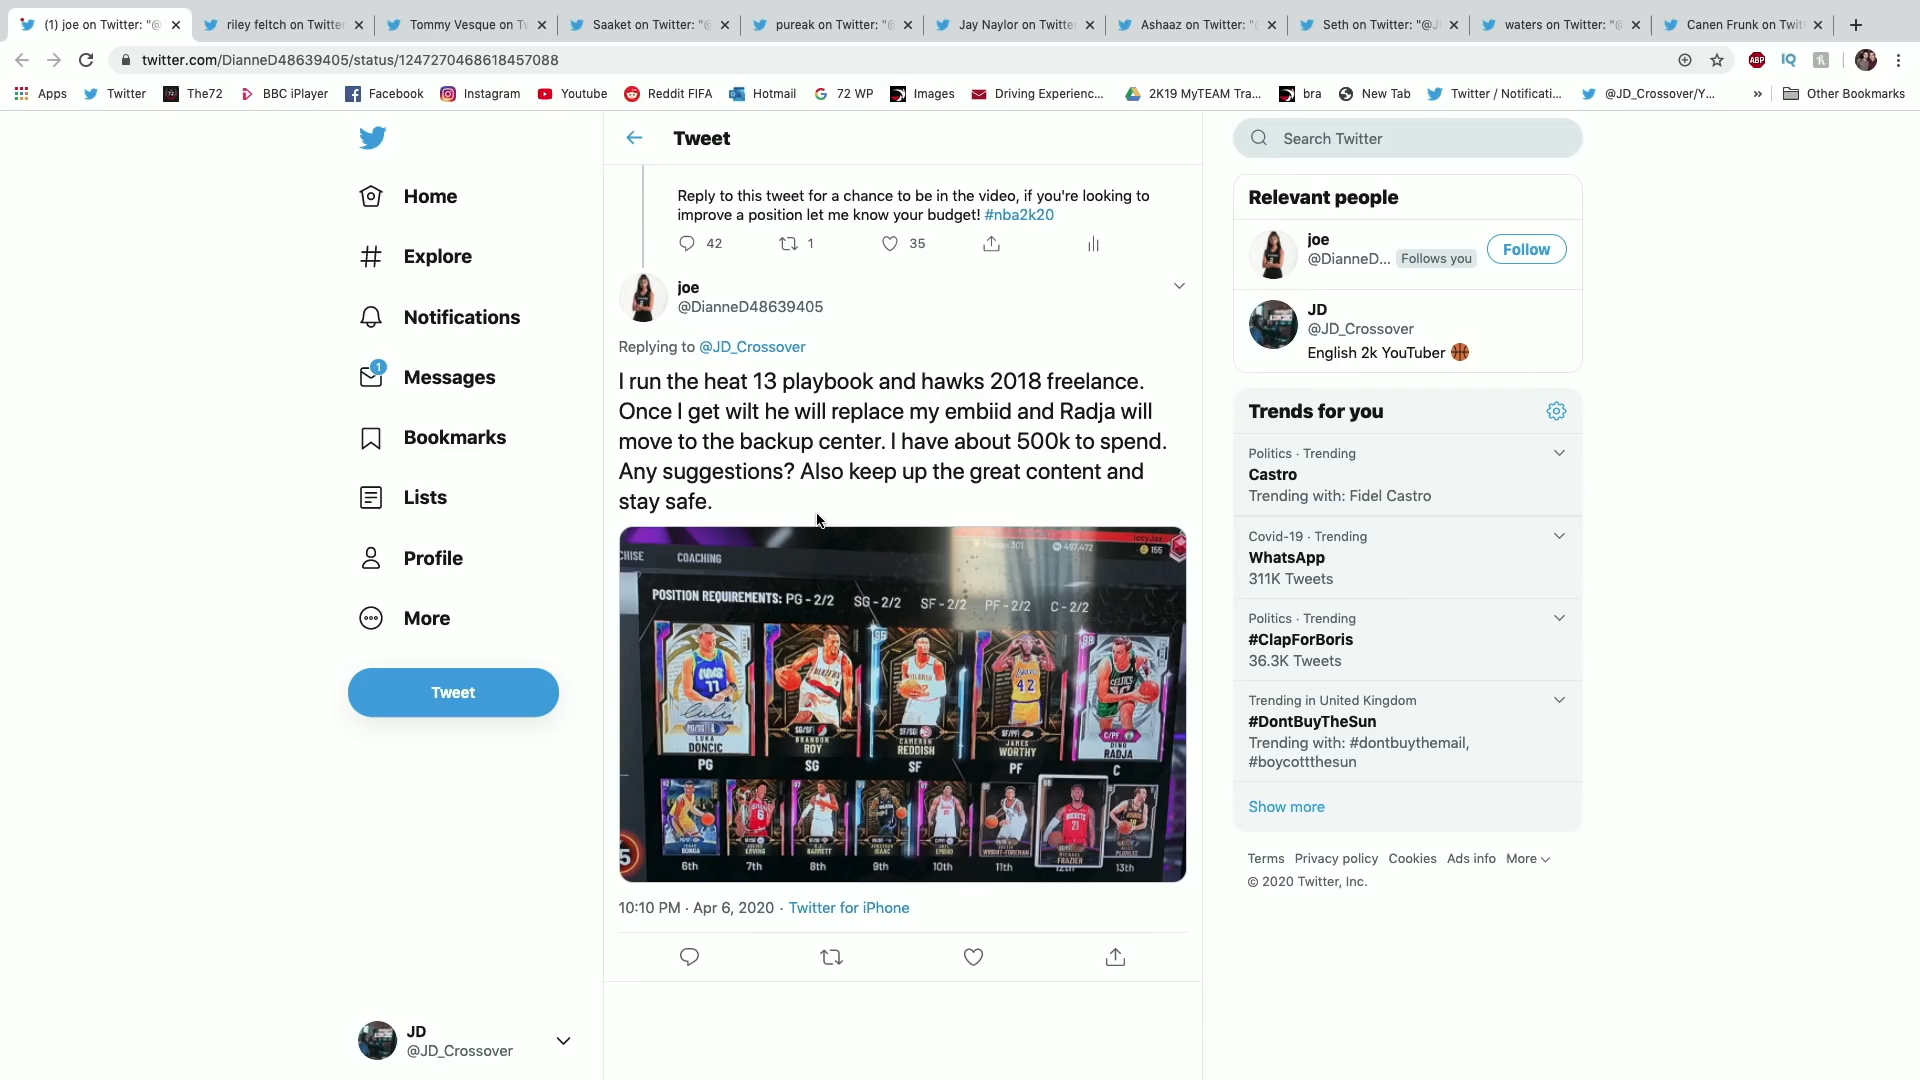 (1) joe on Twitter: "@
riley feltch on Twitter
Tommy Vesque on Tw
Saaket on Twitter: "@
pureak on Twitter: "@
Jay Naylor on Twitter
Ashaaz on Twitter: "@
Seth on Twitter: "@J
waters on Twitter: "@
Canen Frunk on Twitt
twitter.com/DianneD48639405/status/1247270468618457088
ABP
IQ
Apps
Twitter
The72
BBC iPlayer
Facebook
Instagram
Youtube
Reddit FIFA
Hotmail
72 WP
Images
Driving Experienc...
2K19 MyTEAM Tra...
bra
New Tab
Twitter / Notificati...
@JD_Crossover/Y...
»
Other Bookmarks
Home
Explore
Notifications
1
Messages
Bookmarks
Lists
Profile
More
Tweet
JD
@JD_Crossover
Tweet
Reply to this tweet for a chance to be in the video, if you're looking to
improve a position let me know your budget! #nba2k20
42
1
35
joe
@DianneD48639405
Replying to @JD_Crossover
I run the heat 13 playbook and hawks 2018 freelance.
Once I get wilt he will replace my embiid and Radja will
move to the backup center. I have about 500k to spend.
Any suggestions? Also keep up the great content and
stay safe.
CHISE
COACHING
497,472
155
POSITION REQUIREMENTS: PG - 2/2 SG - 2/2 SF - 2/2 PF - 2/2 C - 2/2
LUKA
DONCIC
PG
BRANDON
ROY
SG
95
CAMERON
REDDISH
SF
JAMES
WORTHY
PF
98
DINO
RADJA
C
6th
7th
8th
9th
10th
11th
MICHAEL
FRAZIER
12th
13th
10:10 PM · Apr 6, 2020 · Twitter for iPhone
Search Twitter
Relevant people
joe
@DianneD... Follows you
Follow
JD
@JD_Crossover
English 2k YouTuber 🏀
Trends for you
Politics · Trending
Castro
Trending with: Fidel Castro
Covid-19 · Trending
WhatsApp
311K Tweets
Politics · Trending
#ClapForBoris
36.3K Tweets
Trending in United Kingdom
#DontBuyTheSun
Trending with: #dontbuythemail,
#boycottthesun
Show more
Terms Privacy policy Cookies Ads info More
© 2020 Twitter, Inc.